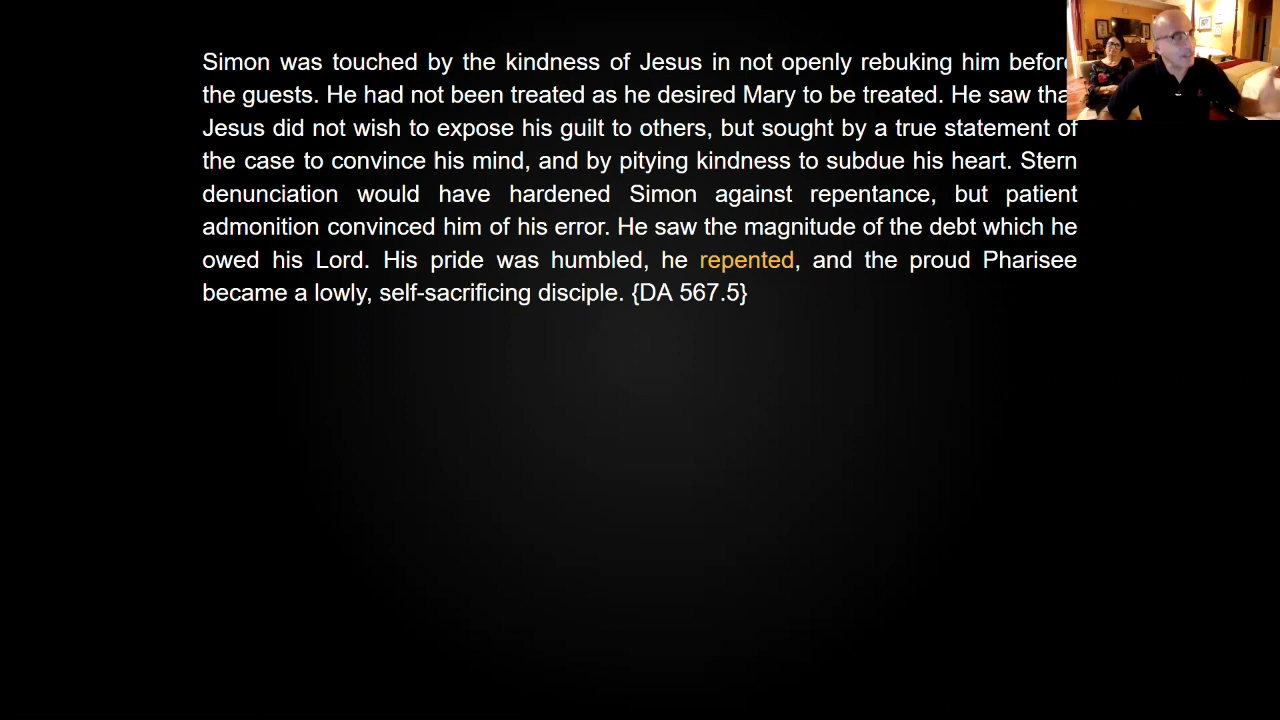 Simon was touched by the kindness of Jesus in not openly rebuking him before
the guests. He had not been treated as he desired Mary to be treated. He saw tha
Jesus did not wish to expose his guilt to others, but sought by a true statement of
the case to convince his mind, and by pitying kindness to subdue his heart. Stern
denunciation would have hardened Simon against repentance, but patient
admonition convinced him of his error. He saw the magnitude of the debt which he
owed his Lord. His pride was humbled, he repented, and the proud Pharisee
became a lowly, self-sacrificing disciple. {DA 567.5}